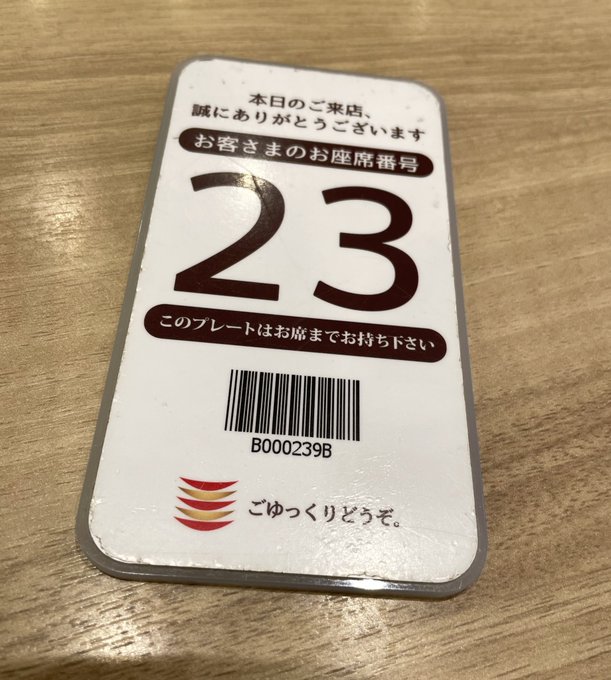 本日のご来店、
誠にありがとうございます
お客さまのお座席番号
23
このプレートはお席までお持ち下さい
B000239B
ごゆっくりどうぞ。